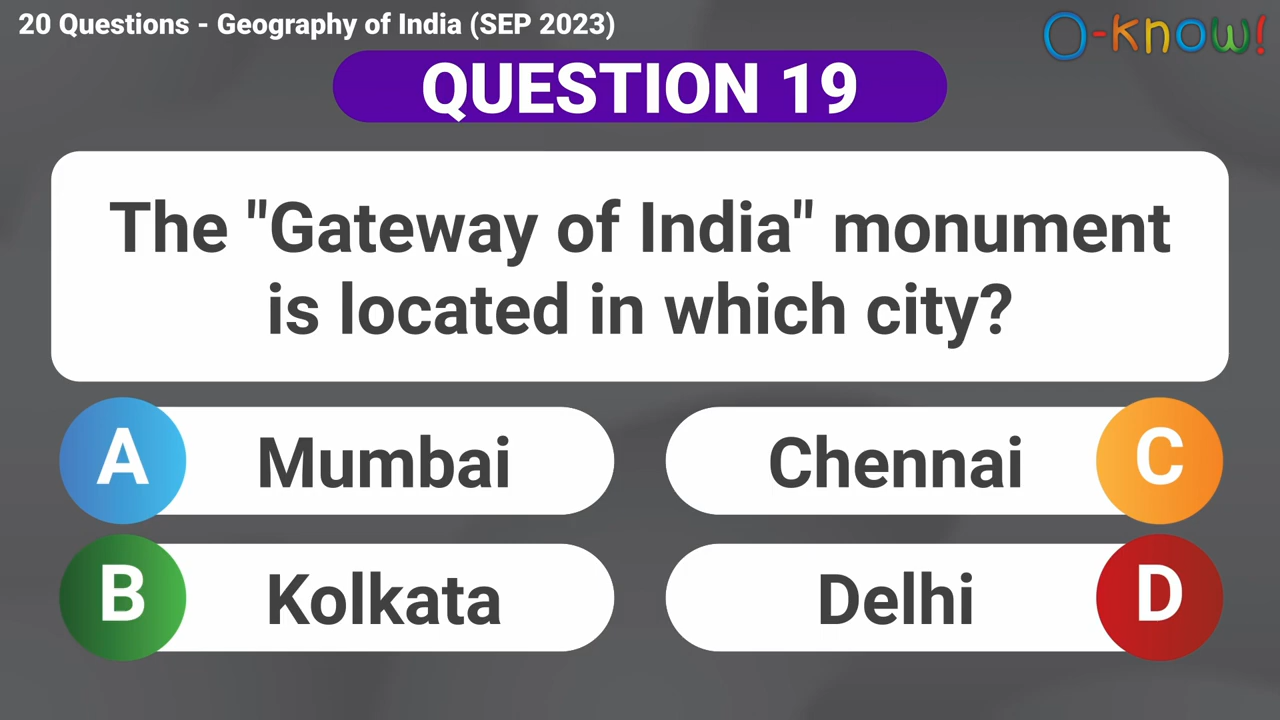 20 Questions - Geography of India (SEP 2023)
O-know!
QUESTION 19
The "Gateway of India" monument
is located in which city?
A Mumbai
Chennai C
B Kolkata
Delhi D